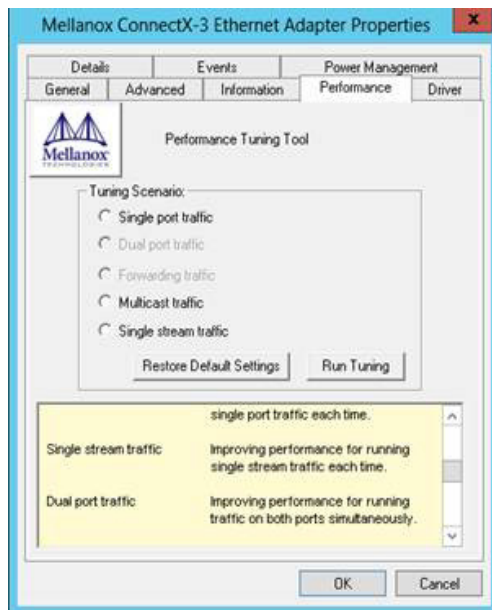 Mellanox ConnectX-3 Ethernet Adapter Properties
x
Details Events Power Management
General Advanced Information Performance Driver
Mellanox
TECHNOLOGIES
Performance Tuning Tool
Tuning Scenario:
Single port traffic
Dual port traffic
Forwarding traffic
Multicast traffic
Single stream traffic
Restore Default Settings Run Tuning
single port traffic each time.
Single stream traffic Improving performance for running
single stream traffic each time.
Dual port traffic Improving performance for running
traffic on both ports simultaneously.
OK Cancel